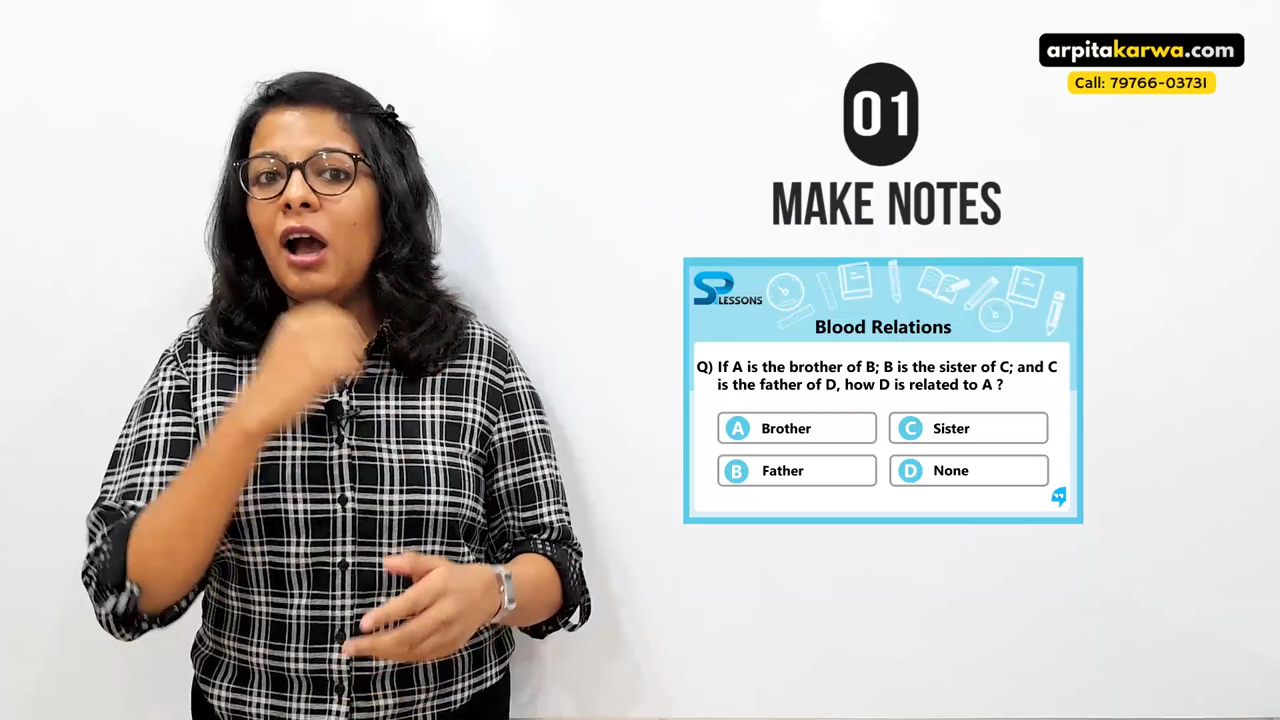 arpitakarwa.com
Call: 79766-03731
01
MAKE NOTES
SP LESSONS
Blood Relations
Q) If A is the brother of B; B is the sister of C; and C
is the father of D, how D is related to A ?
A Brother
C Sister
B Father
D None